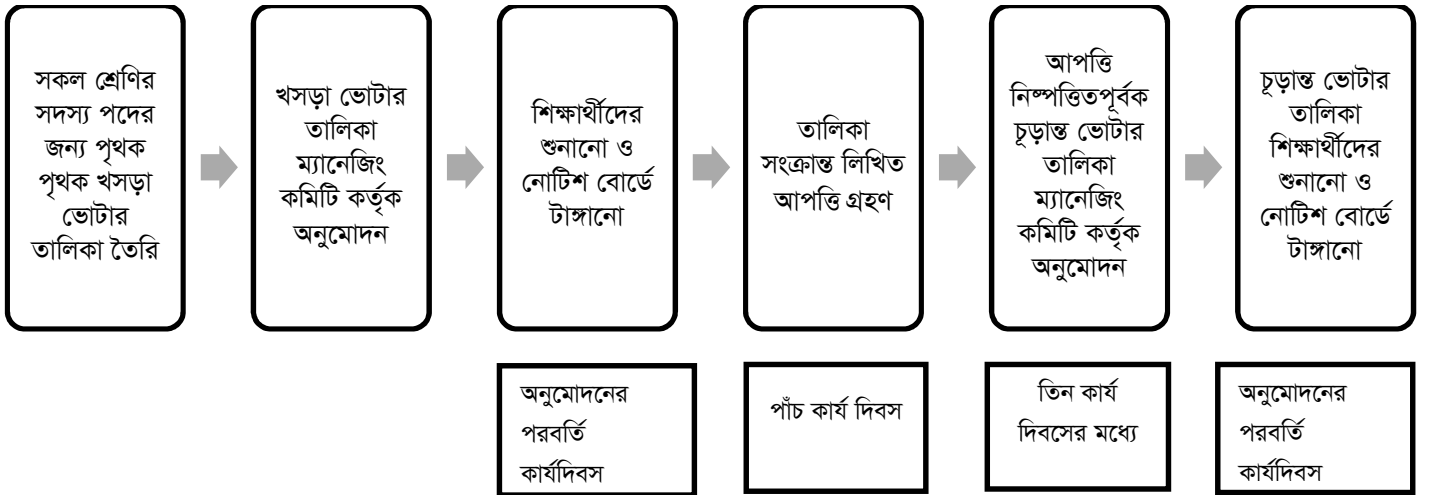 সকল শ্রেণির
সদস্য পদের
জন্য পৃথক
পৃথক খসড়া
ভোটার
তালিকা তৈরি
খসড়া ভোটার
তালিকা
ম্যানেজিং
কমিটি কর্তৃক
অনুমোদন
শিক্ষার্থীদের
শুনানো ও
নোটিশ বোর্ডে
টাঙ্গানো
তালিকা
সংক্রান্ত লিখিত
আপত্তি গ্রহণ
আপত্তি
নিষ্পত্তিতপূর্বক
চূড়ান্ত ভোটার
তালিকা
ম্যানেজিং
কমিটি কর্তৃক
অনুমোদন
চূড়ান্ত ভোটার
তালিকা
শিক্ষার্থীদের
শুনানো ও
নোটিশ বোর্ডে
টাঙ্গানো
অনুমোদনের
পরবর্তি
কার্যদিবস
পাঁচ কার্য দিবস
তিন কার্য
দিবসের মধ্যে
অনুমোদনের
পরবর্তি
কার্যদিবস